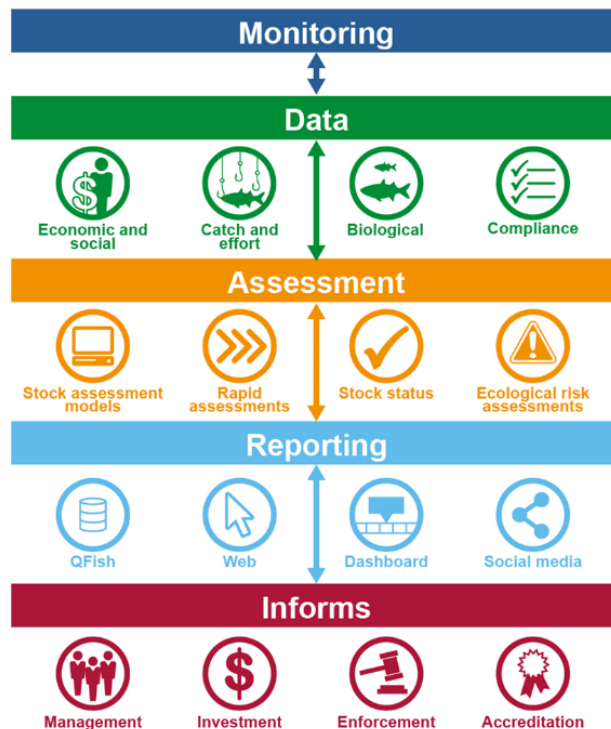 Monitoring
Data
Economic and
social
Catch and
effort
Biological
Compliance
Assessment
Stock assessment
models
Rapid
assessments
Stock status
Ecological risk
assessments
Reporting
QFish
Web
Dashboard
Social media
Informs
Management
Investment
Enforcement
Accreditation